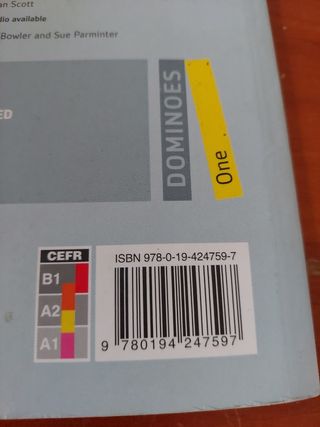 an Scott
dio available
Bowler and Sue Parminter
ED
DOMINOES
One
CEFR
B1
A2
A1
ISBN 978-0-19-424759-7
9 780194 247597